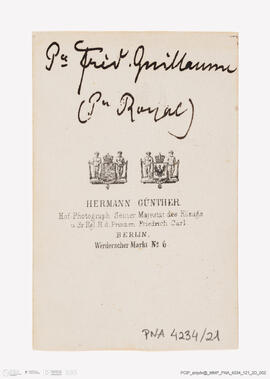 Pce Fréd. Guillaume
(Pce Royal)
HERMANN GÜNTHER.
Hof-Photograph Seiner Majestät des Königs
u. Sr Kgl. H. d. Prinzen Friedrich Carl.
BERLIN.
Werderscher Markt No 6.
PNA 4234/21